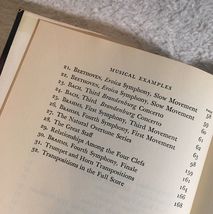 MUSICAL EXAMPLES
21. BEETHOVEN, Eroica Symphony, Slow Movement
22. BEETHOVEN, Eroica Symphony, Slow Movement
23. BACH, Third Brandenburg Concerto
24. BACH, Third Brandenburg Concerto
25. BRAHMS, Fourth Symphony, Third Movement
26. BRAHMS, Fourth Symphony, First Movement
27. The Natural Overtone Series
28. The Great Staff
29. Relationships Among the Four Clefs
30. BRAHMS, Fourth Symphony, Finale
31. Trumpet and Horn Transpositions
32. Transpositions in the Full Score 168